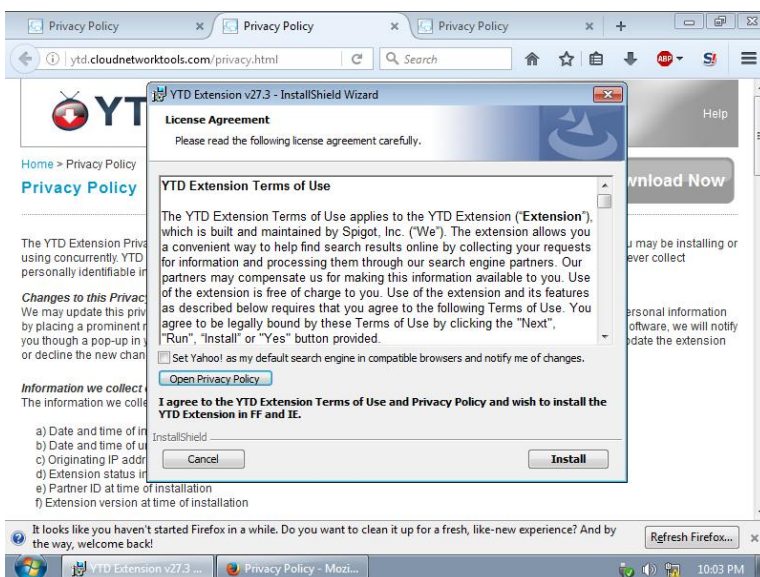 Privacy Policy
Privacy Policy
Privacy Policy
ytd.cloudnetworktools.com/privacy.html
Search
ABP
YTD Extension v27.3 - InstallShield Wizard
License Agreement
Please read the following license agreement carefully.
YT
Help
Home > Privacy Policy
Privacy Policy
wnload Now
YTD Extension Terms of Use
The YTD Extension Terms of Use applies to the YTD Extension (“Extension”),
which is built and maintained by Spigot, Inc. (“We”). The extension allows you
a convenient way to help find search results online by collecting your requests
for information and processing them through our search engine partners. Our
partners may compensate us for making this information available to you. Use
of the extension is free of charge to you. Use of the extension and its features
as described below requires that you agree to the following Terms of Use. You
agree to be legally bound by these Terms of Use by clicking the "Next",
"Run", “Install” or "Yes" button provided.
Set Yahoo! as my default search engine in compatible browsers and notify me of changes.
Open Privacy Policy
I agree to the YTD Extension Terms of Use and Privacy Policy and wish to install the
YTD Extension in FF and IE.
InstallShield
Cancel
Install
The YTD Extension Priva
u may be installing or
using concurrently. YTD
ever collect
personally identifiable in
Changes to this Privac
We may update this priv
ersonal information
by placing a prominent n
oftware, we will notify
you though a pop-up in y
pdate the extension
or decline the new chan
Information we collect
The information we colle
a) Date and time of in
b) Date and time of u
c) Originating IP addr
d) Extension status in
e) Partner ID at time of installation
f) Extension version at time of installation
It looks like you haven't started Firefox in a while. Do you want to clean it up for a fresh, like-new experience? And by
the way, welcome back!
Refresh Firefox...
YTD Extension v27.3 ...
Privacy Policy - Mozi...
10:03 PM